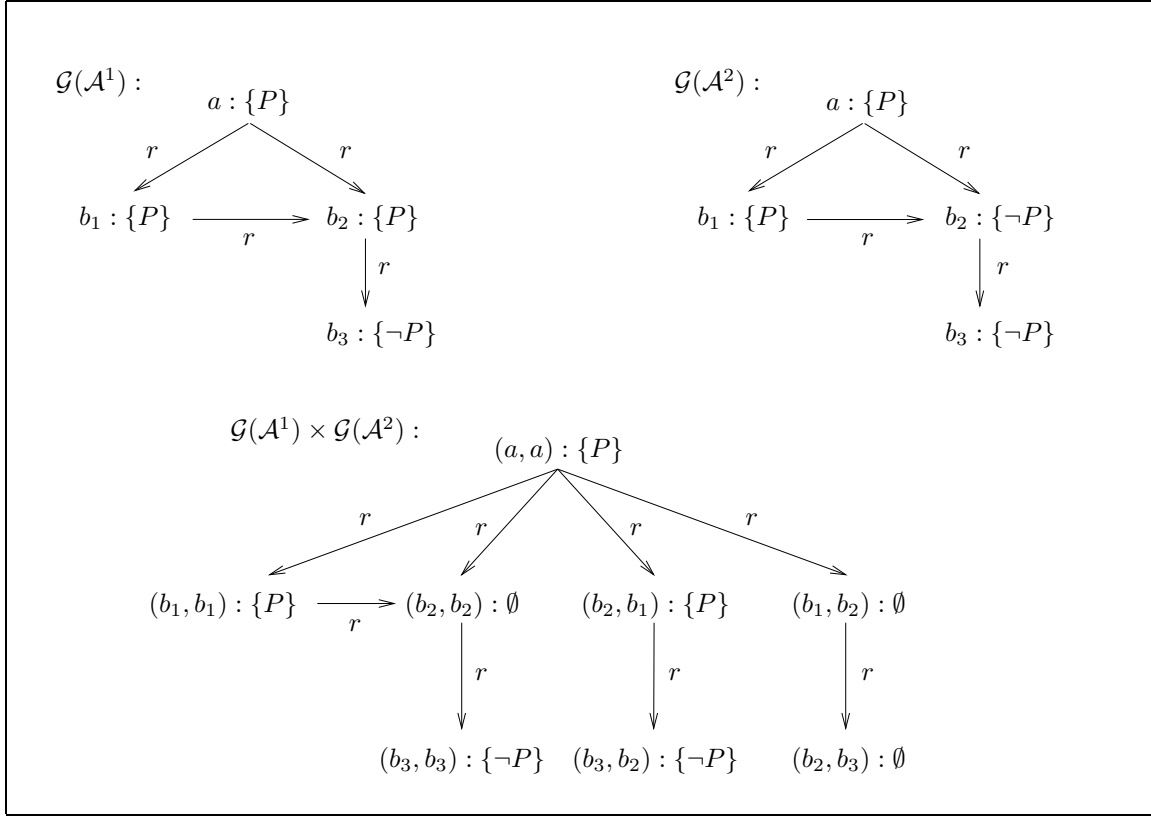 𝒢(𝒜¹) : 𝒢(𝒜²) :
a : {P} a : {P}
r r r r
b₁ : {P} b₂ : {P} b₁ : {P} b₂ : {¬P}
r r
r r
b₃ : {¬P} b₃ : {¬P}
𝒢(𝒜¹) × 𝒢(𝒜²) : (a, a) : {P}
r r r r
(b₁, b₁) : {P} (b₂, b₂) : ∅ (b₂, b₁) : {P} (b₁, b₂) : ∅
r
r r r
(b₃, b₃) : {¬P} (b₃, b₂) : {¬P} (b₂, b₃) : ∅